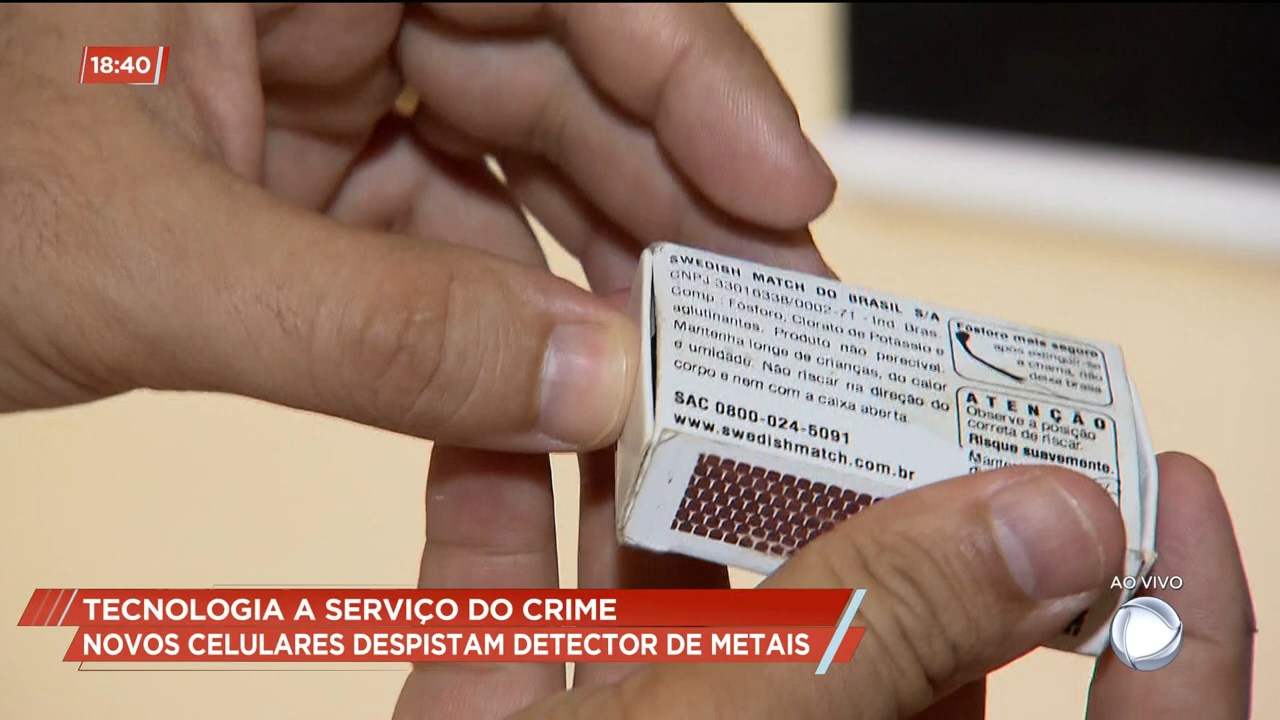 18:40
SWEDISH MATCH DO BRASIL S/A
CNPJ 33016338/0002-71 - Ind. Bras.
Comp.: Fósforo, Clorato de Potássio e
aglutinantes. Produto não perecível.
Mantenha longe de crianças, do calor
e umidade. Não riscar na direção do
corpo e nem com a caixa aberta.
SAC 0800-024-5091
www.swedishmatch.com.br
Fósforo mais seguro
após extinguir-se
a chama, não
deixa brasa
ATENÇÃO
Observe a posição
correta de riscar.
Risque suavemente.
AO VIVO
TECNOLOGIA A SERVIÇO DO CRIME
NOVOS CELULARES DESPISTAM DETECTOR DE METAIS